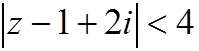 |z − 1 + 2i| < 4